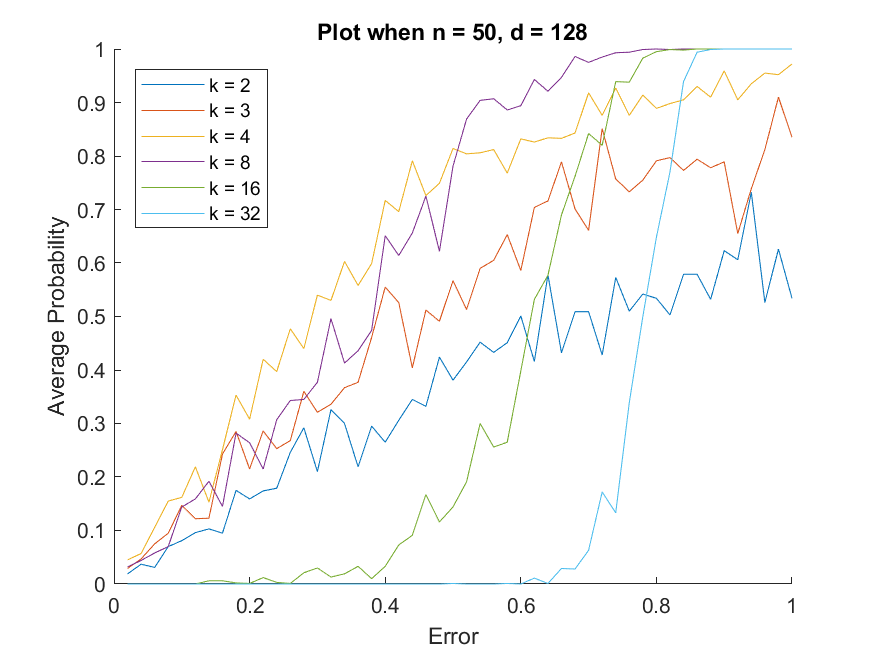 Plot when n = 50, d = 128
k = 2
k = 3
k = 4
k = 8
k = 16
k = 32
1
0.9
0.8
0.7
0.6
0.5
0.4
0.3
0.2
0.1
0
Average Probability
0
0.2
0.4
0.6
0.8
1
Error